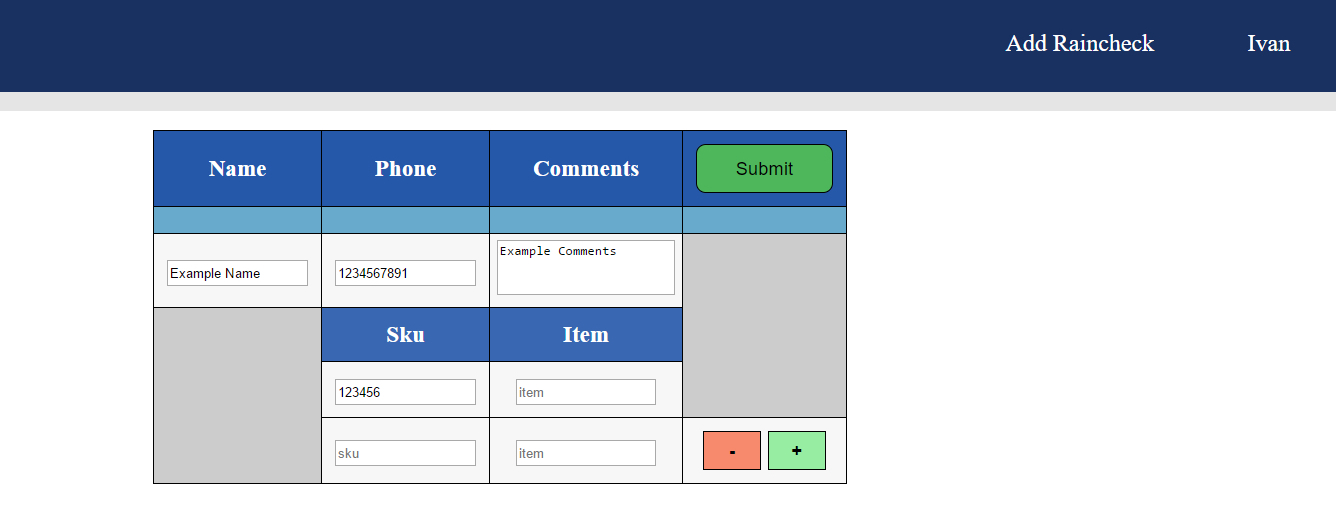 Add Raincheck Ivan
Name Phone Comments Submit
Example Name 1234567891 Example Comments
Sku Item
123456 item
sku item - +